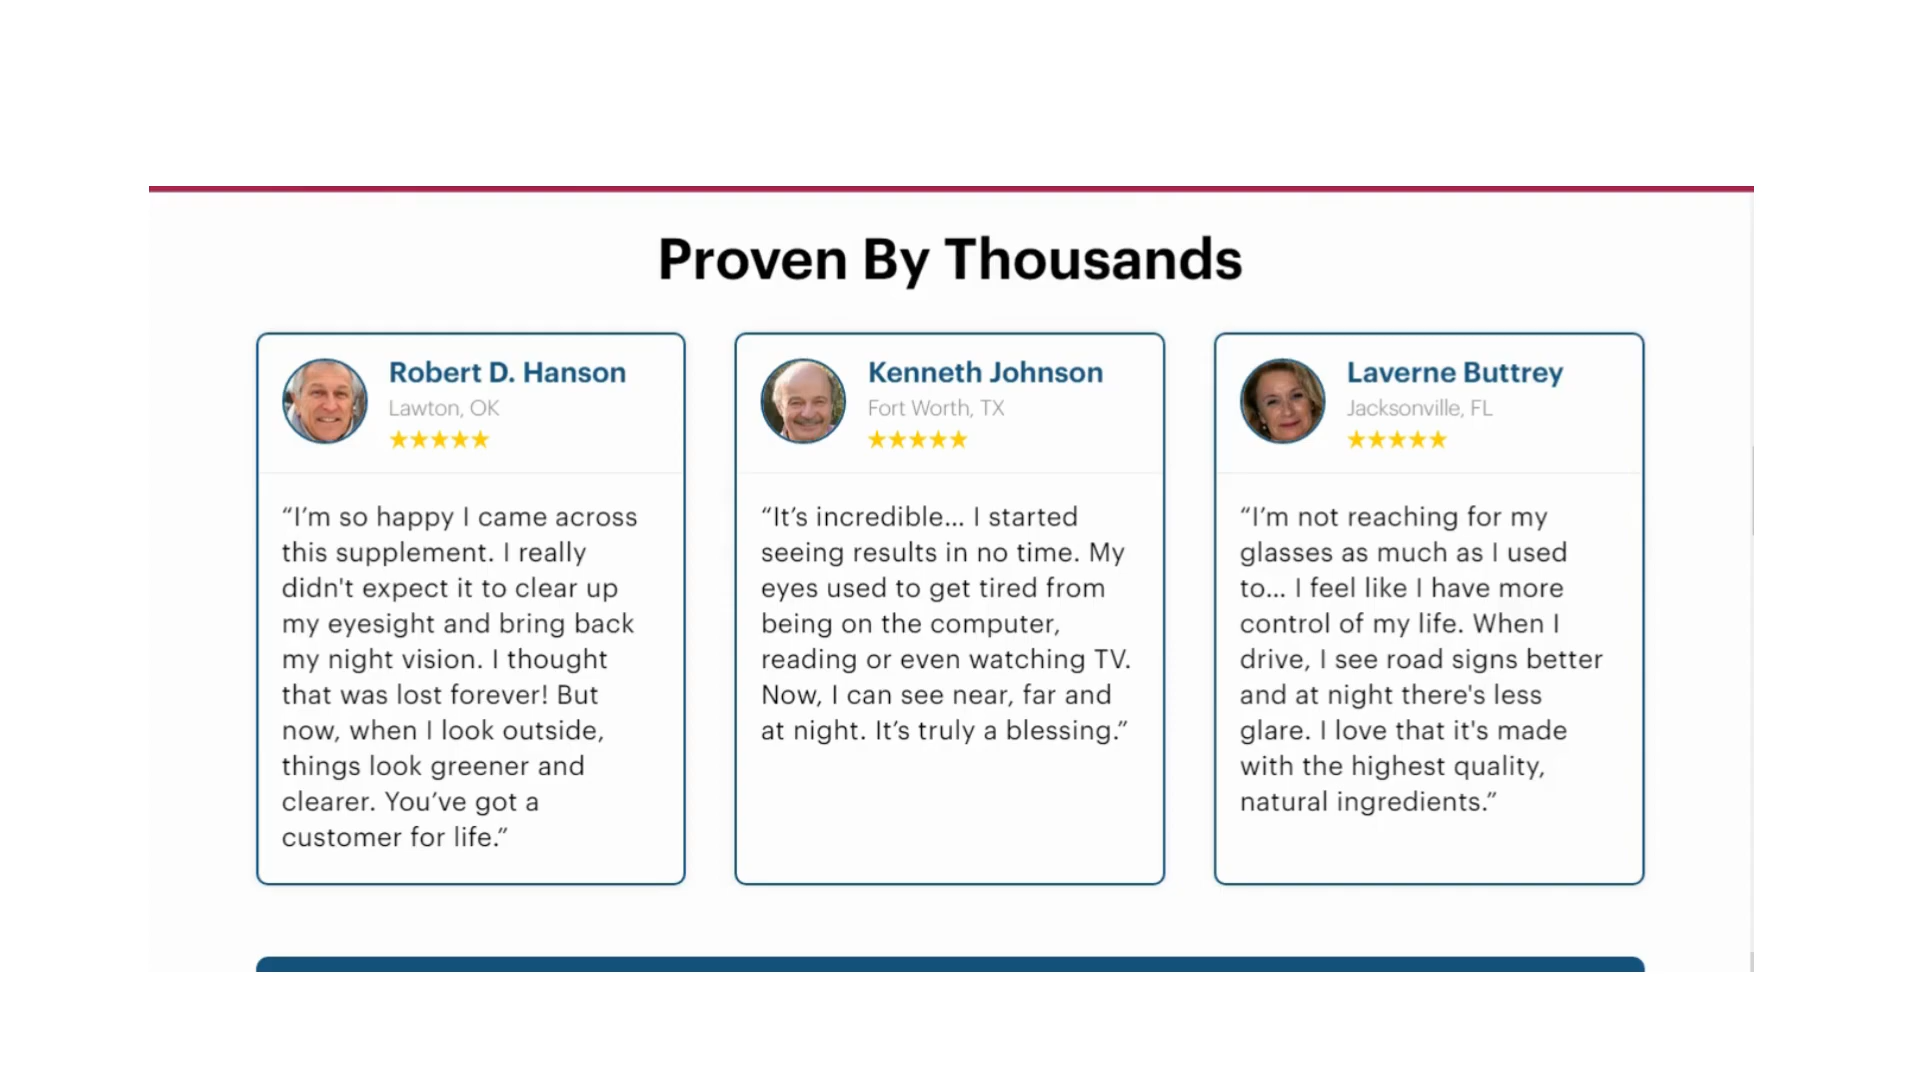 Proven By Thousands
Robert D. Hanson
Lawton, OK
“I’m so happy I came across
this supplement. I really
didn't expect it to clear up
my eyesight and bring back
my night vision. I thought
that was lost forever! But
now, when I look outside,
things look greener and
clearer. You’ve got a
customer for life.”
Kenneth Johnson
Fort Worth, TX
“It’s incredible... I started
seeing results in no time. My
eyes used to get tired from
being on the computer,
reading or even watching TV.
Now, I can see near, far and
at night. It’s truly a blessing.”
Laverne Buttrey
Jacksonville, FL
“I’m not reaching for my
glasses as much as I used
to... I feel like I have more
control of my life. When I
drive, I see road signs better
and at night there's less
glare. I love that it's made
with the highest quality,
natural ingredients.”